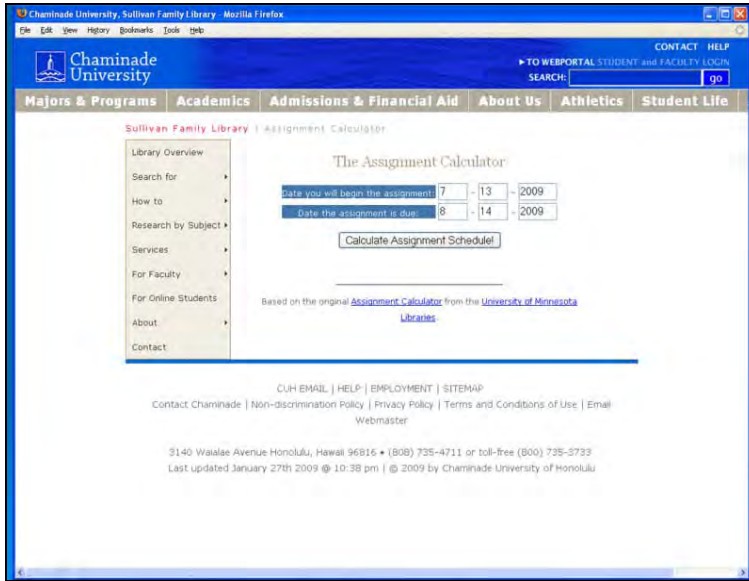 Chaminade University, Sullivan Family Library - Mozilla Firefox
File Edit View History Bookmarks Tools Help
CONTACT HELP
Chaminade
University
TO WEBPORTAL STUDENT and FACULTY LOGIN
SEARCH: go
Majors & Programs Academics Admissions & Financial Aid About Us Athletics Student Life
Sullivan Family Library | Assignment Calculator
Library Overview
Search for
How to
Research by Subject
Services
For Faculty
For Online Students
About
Contact
The Assignment Calculator
Date you will begin the assignment: 7 - 13 - 2009
Date the assignment is due: 8 - 14 - 2009
Calculate Assignment Schedule!
Based on the original Assignment Calculator from the University of Minnesota
Libraries
CUH EMAIL | HELP | EMPLOYMENT | SITEMAP
Contact Chaminade | Non-discrimination Policy | Privacy Policy | Terms and Conditions of Use | Email
Webmaster
3140 Waialae Avenue Honolulu, Hawaii 96816 • (808) 735-4711 or toll-free (800) 735-3733
Last updated January 27th 2009 @ 10:38 pm | © 2009 by Chaminade University of Honolulu